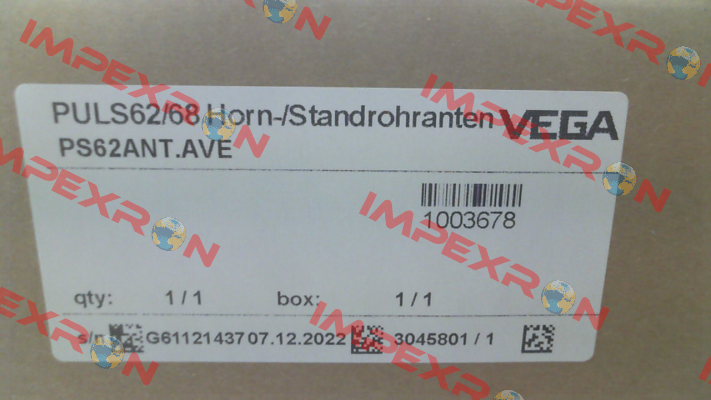 PULS62/68 Horn-/Standrohranten VEGA
PS62ANT.AVE
1003678
qty: 1/1 box: 1/1
s/n G61121437 07.12.2022 3045801/1
IMPEXRON
IMPEXRON
IMPEXRON
IMPEXRON
IMPEXRON
IMPEXRON